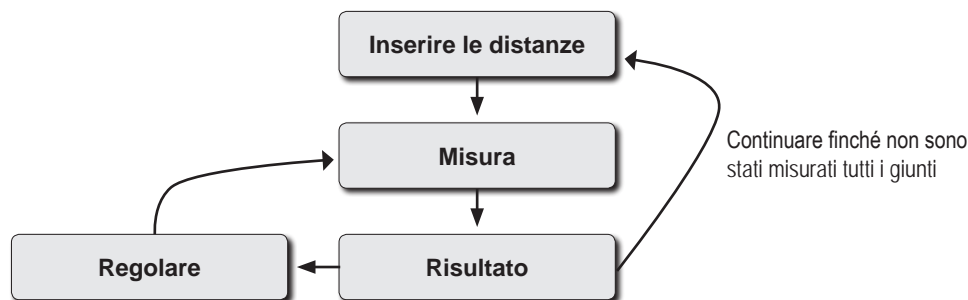 Inserire le distanze
Misura
Continuare finché non sono
stati misurati tutti i giunti
Regolare
Risultato